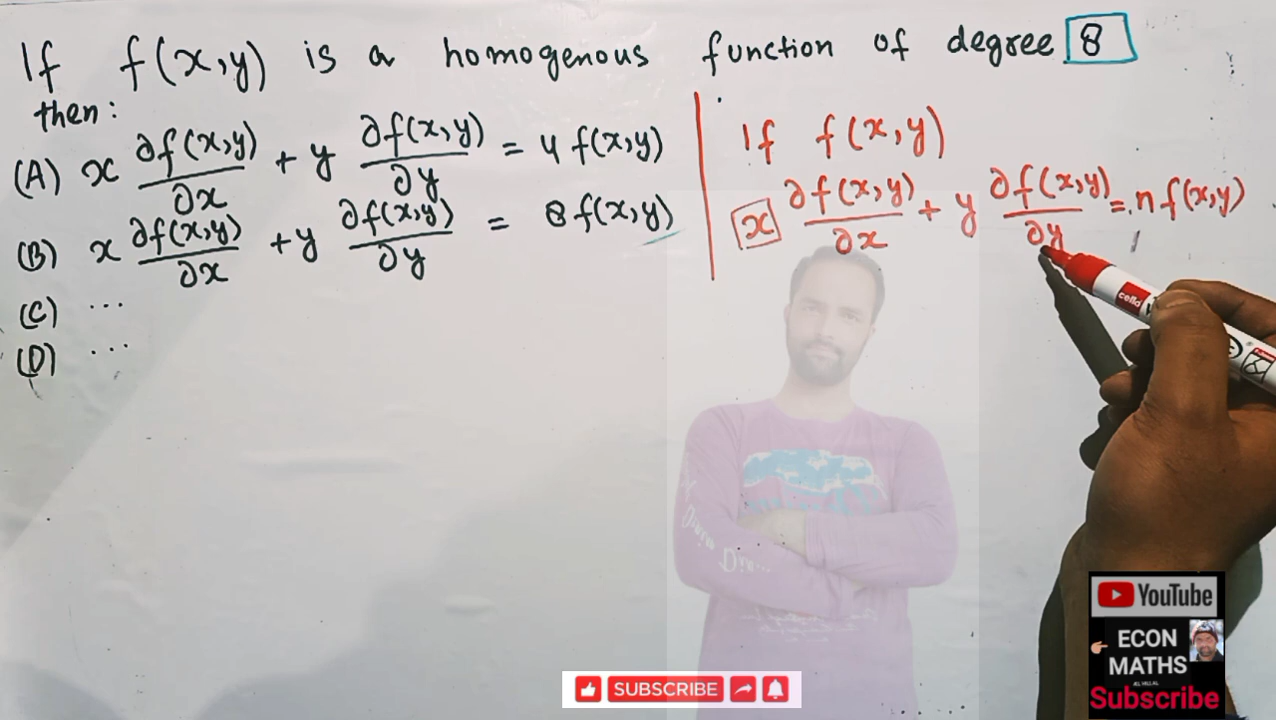 If f(x,y) is a homogenous function of degree 8
then:
(A) x ∂f(x,y)/∂x + y ∂f(x,y)/∂y = 4 f(x,y)
(B) x ∂f(x,y)/∂x + y ∂f(x,y)/∂y = 8 f(x,y)
(C) ...
(D) ...
If f(x,y)
x ∂f(x,y)/∂x + y ∂f(x,y)/∂y = n f(x,y)
cello
YouTube
ECON
MATHS
Subscribe
SUBSCRIBE